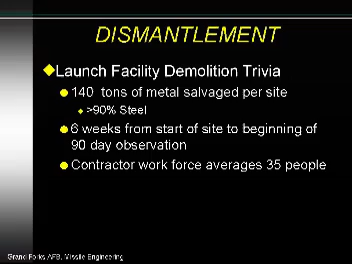 DISMANTLEMENT
Launch Facility Demolition Trivia
140 tons of metal salvaged per site
>90% Steel
6 weeks from start of site to beginning of
90 day observation
Contractor work force averages 35 people
Grand Forks AFB, Missile Engineering